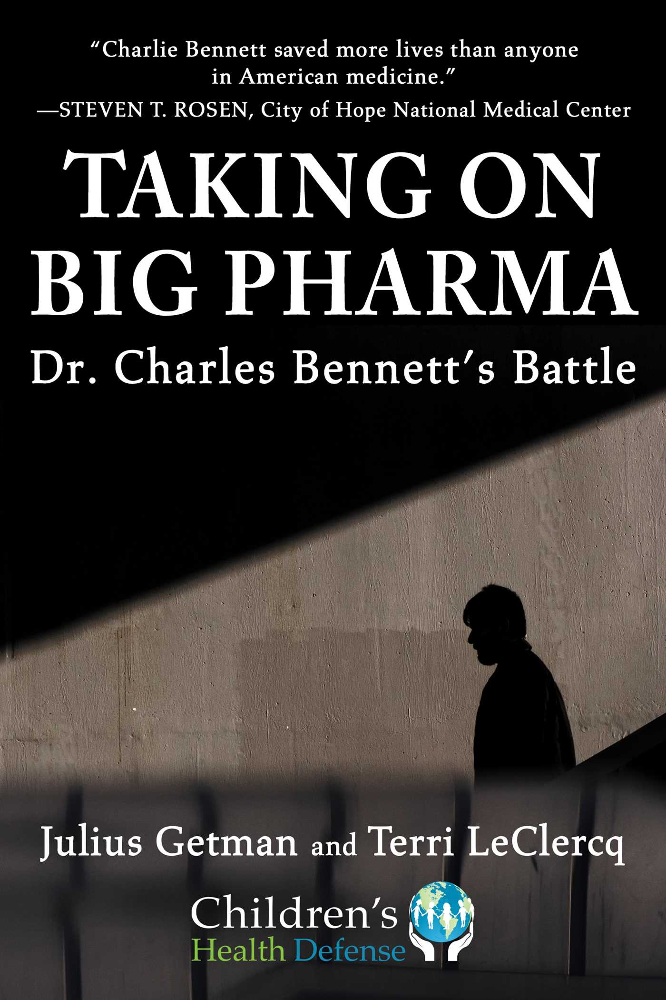 “Charlie Bennett saved more lives than anyone
in American medicine.”
—STEVEN T. ROSEN, City of Hope National Medical Center
TAKING ON
BIG PHARMA
Dr. Charles Bennett’s Battle
Julius Getman and Terri LeClercq
Children’s
Health Defense